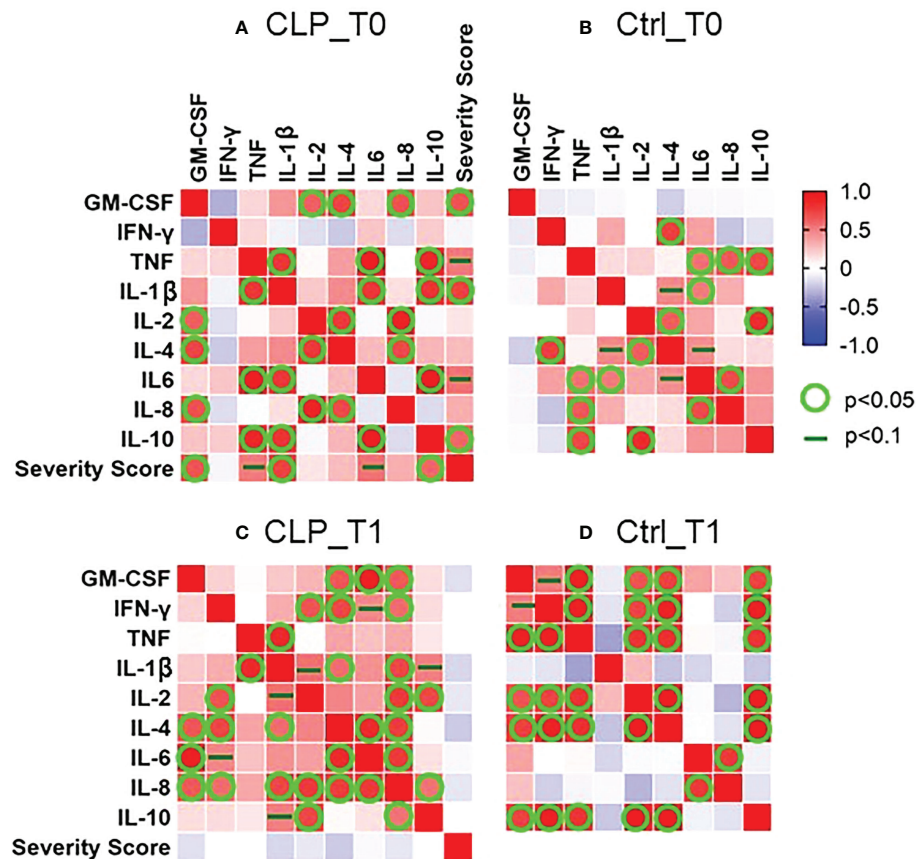 A CLP_T0
B Ctrl_T0
GM-CSF IFN-γ TNF IL-1β IL-2 IL-4 IL6 IL-8 IL-10 Severity Score
GM-CSF IFN-γ TNF IL-1β IL-2 IL-4 IL6 IL-8 IL-10
GM-CSF
IFN-γ
TNF
IL-1β
IL-2
IL-4
IL6
IL-8
IL-10
Severity Score
1.0
0.5
0
-0.5
-1.0
p<0.05
p<0.1
C CLP_T1
D Ctrl_T1
GM-CSF
IFN-γ
TNF
IL-1β
IL-2
IL-4
IL-6
IL-8
IL-10
Severity Score